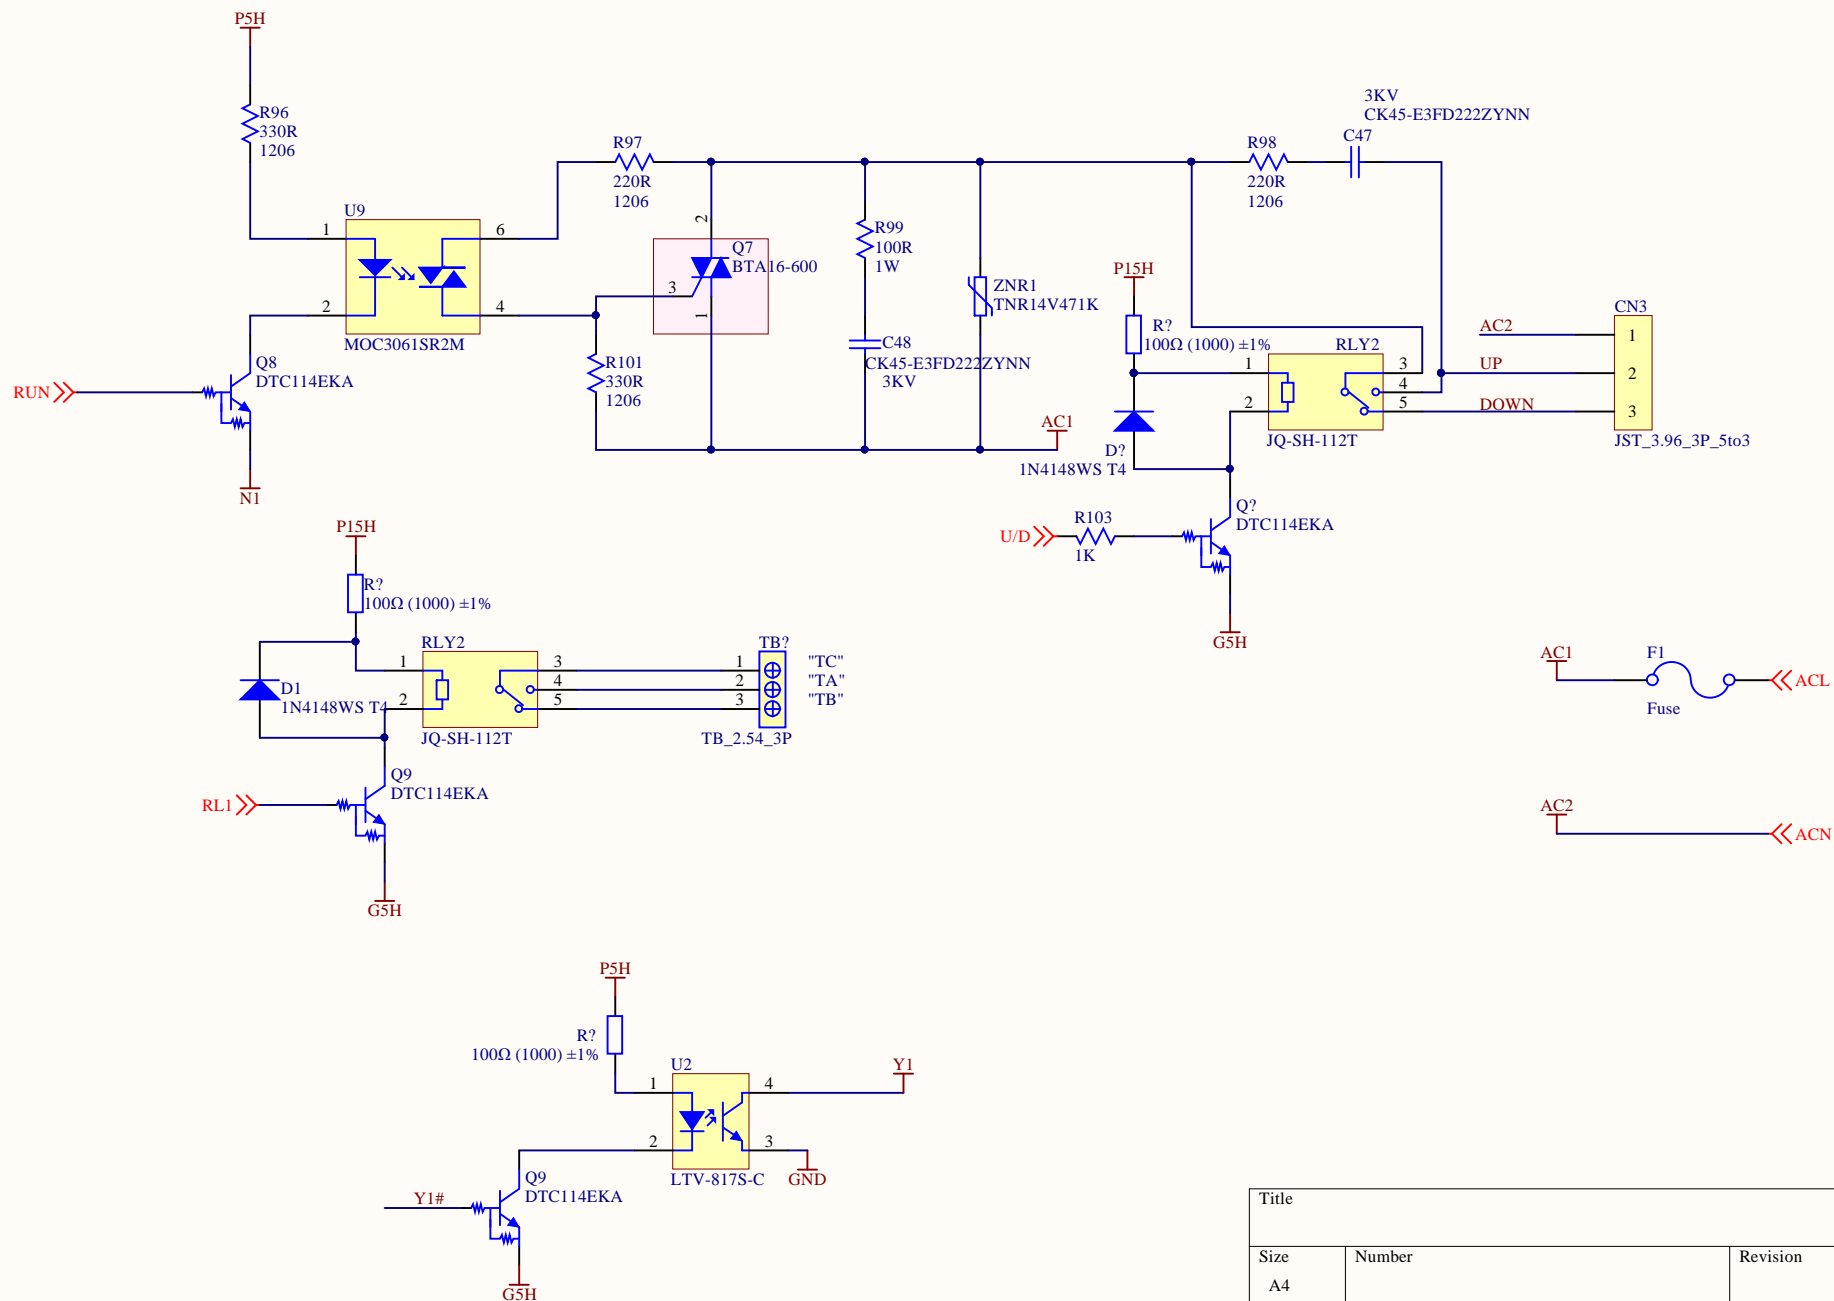 P5H
R96
330R
1206
U9
1
2
6
4
MOC3061SR2M
RUN
Q8
DTC114EKA
N1
R97
220R
1206
2
Q7
BTA16-600
3
1
R101
330R
1206
R99
100R
1W
C48
CK45-E3FD222ZYNN
3KV
ZNR1
TNR14V471K
AC1
3KV
CK45-E3FD222ZYNN
C47
R98
220R
1206
P15H
R?
100Ω (1000) ±1%
RLY2
1
2
3
4
5
JQ-SH-112T
D?
1N4148WS T4
Q?
DTC114EKA
U/D
R103
1K
G5H
CN3
AC2
1
UP
2
DOWN
3
JST_3.96_3P_5to3
P15H
R?
100Ω (1000) ±1%
RLY2
1
2
3
4
5
JQ-SH-112T
D1
1N4148WS T4
TB?
1
2
3
"TC"
"TA"
"TB"
TB_2.54_3P
RL1
Q9
DTC114EKA
G5H
AC1
F1
Fuse
ACL
AC2
ACN
P5H
R?
100Ω (1000) ±1%
U2
1
2
4
3
LTV-817S-C
Y1
GND
Y1#
Q9
DTC114EKA
G5H
Title
Size
A4
Number
Revision